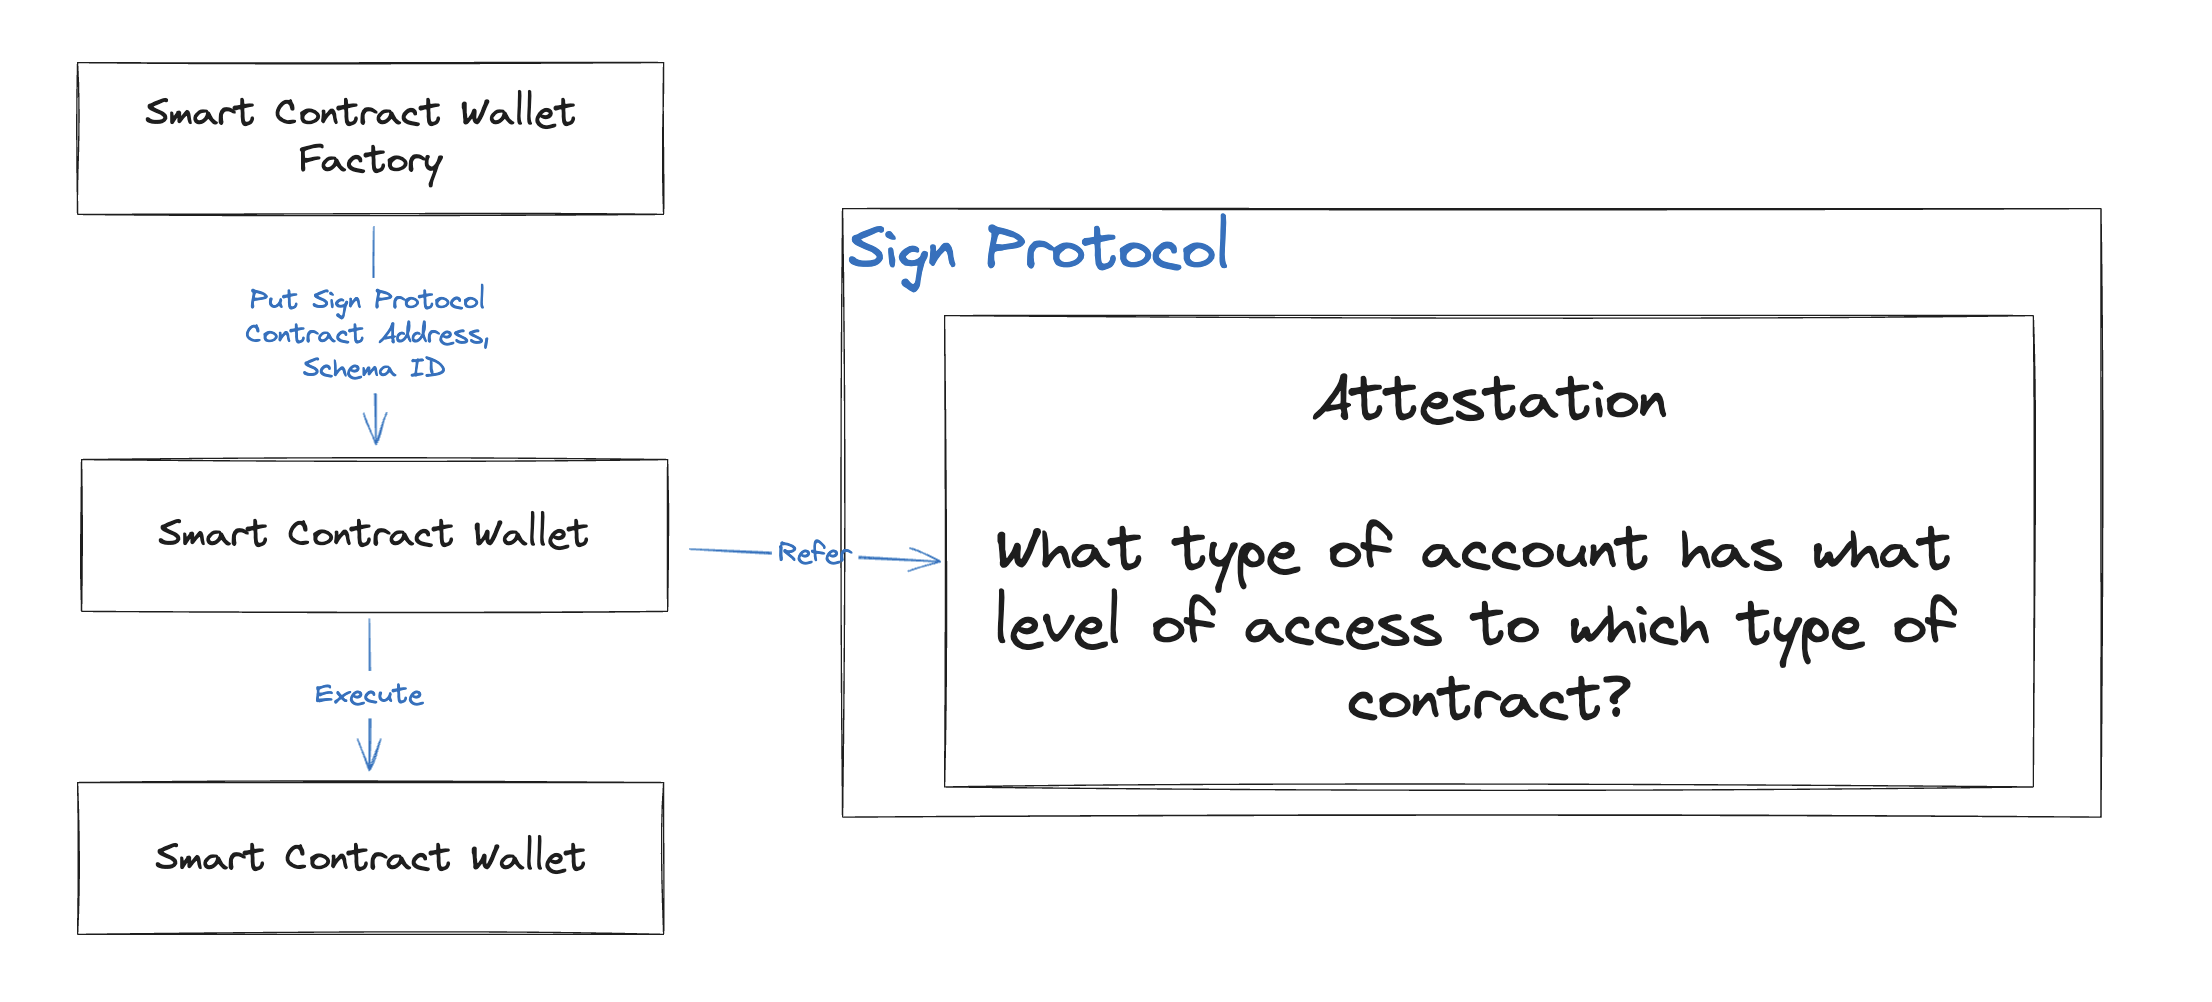 Smart Contract Wallet
Factory
Put Sign Protocol
Contract Address,
Schema ID
Smart Contract Wallet
Execute
Smart Contract Wallet
Refer
Sign Protocol
Attestation
What type of account has what
level of access to which type of
contract?